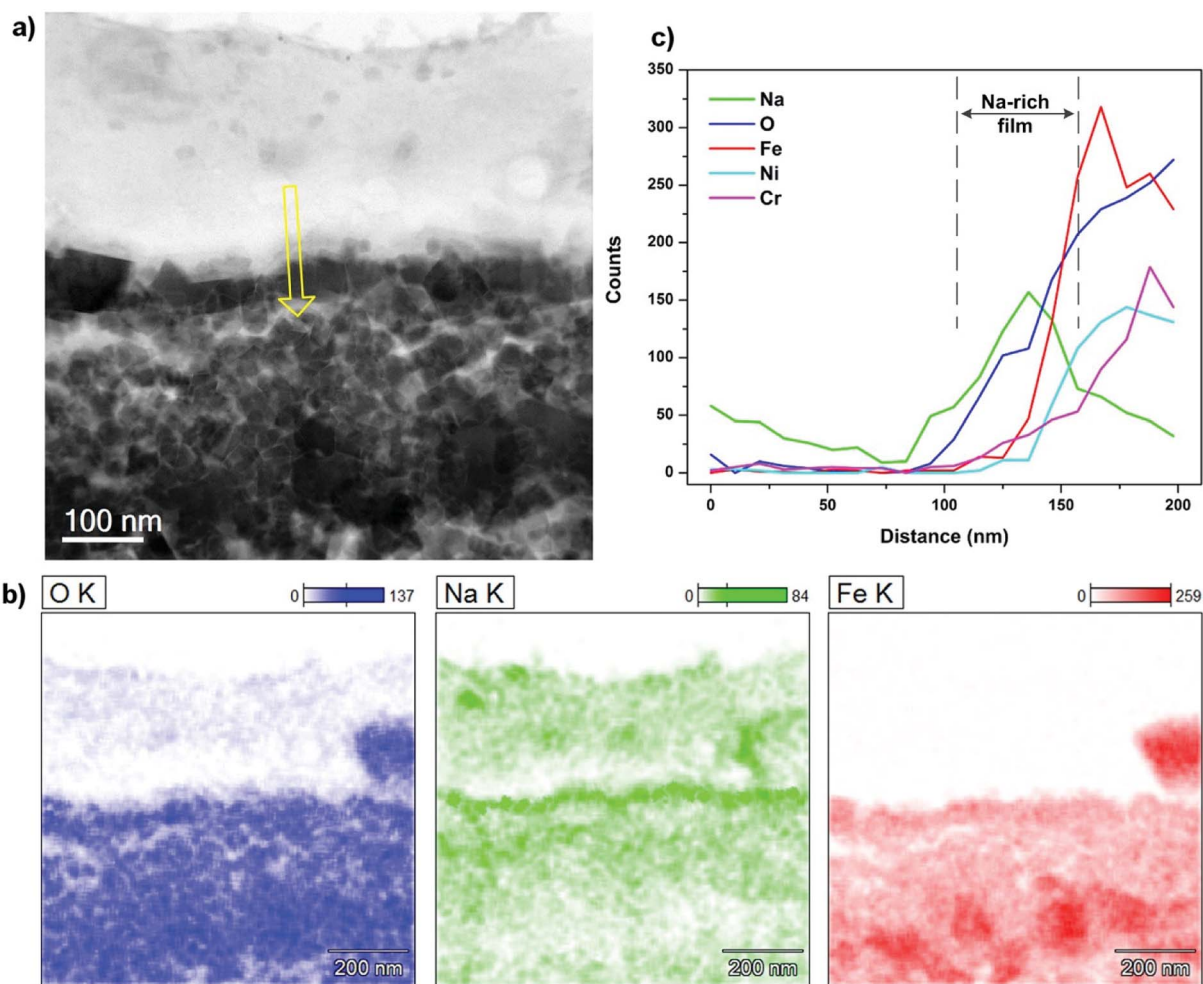 a)
100 nm
c)
350
300
250
200
150
100
50
0
Counts
Na
O
Fe
Ni
Cr
Na-rich
film
0
50
100
150
200
Distance (nm)
b)
O K
0
137
200 nm
Na K
0
84
200 nm
Fe K
0
259
200 nm